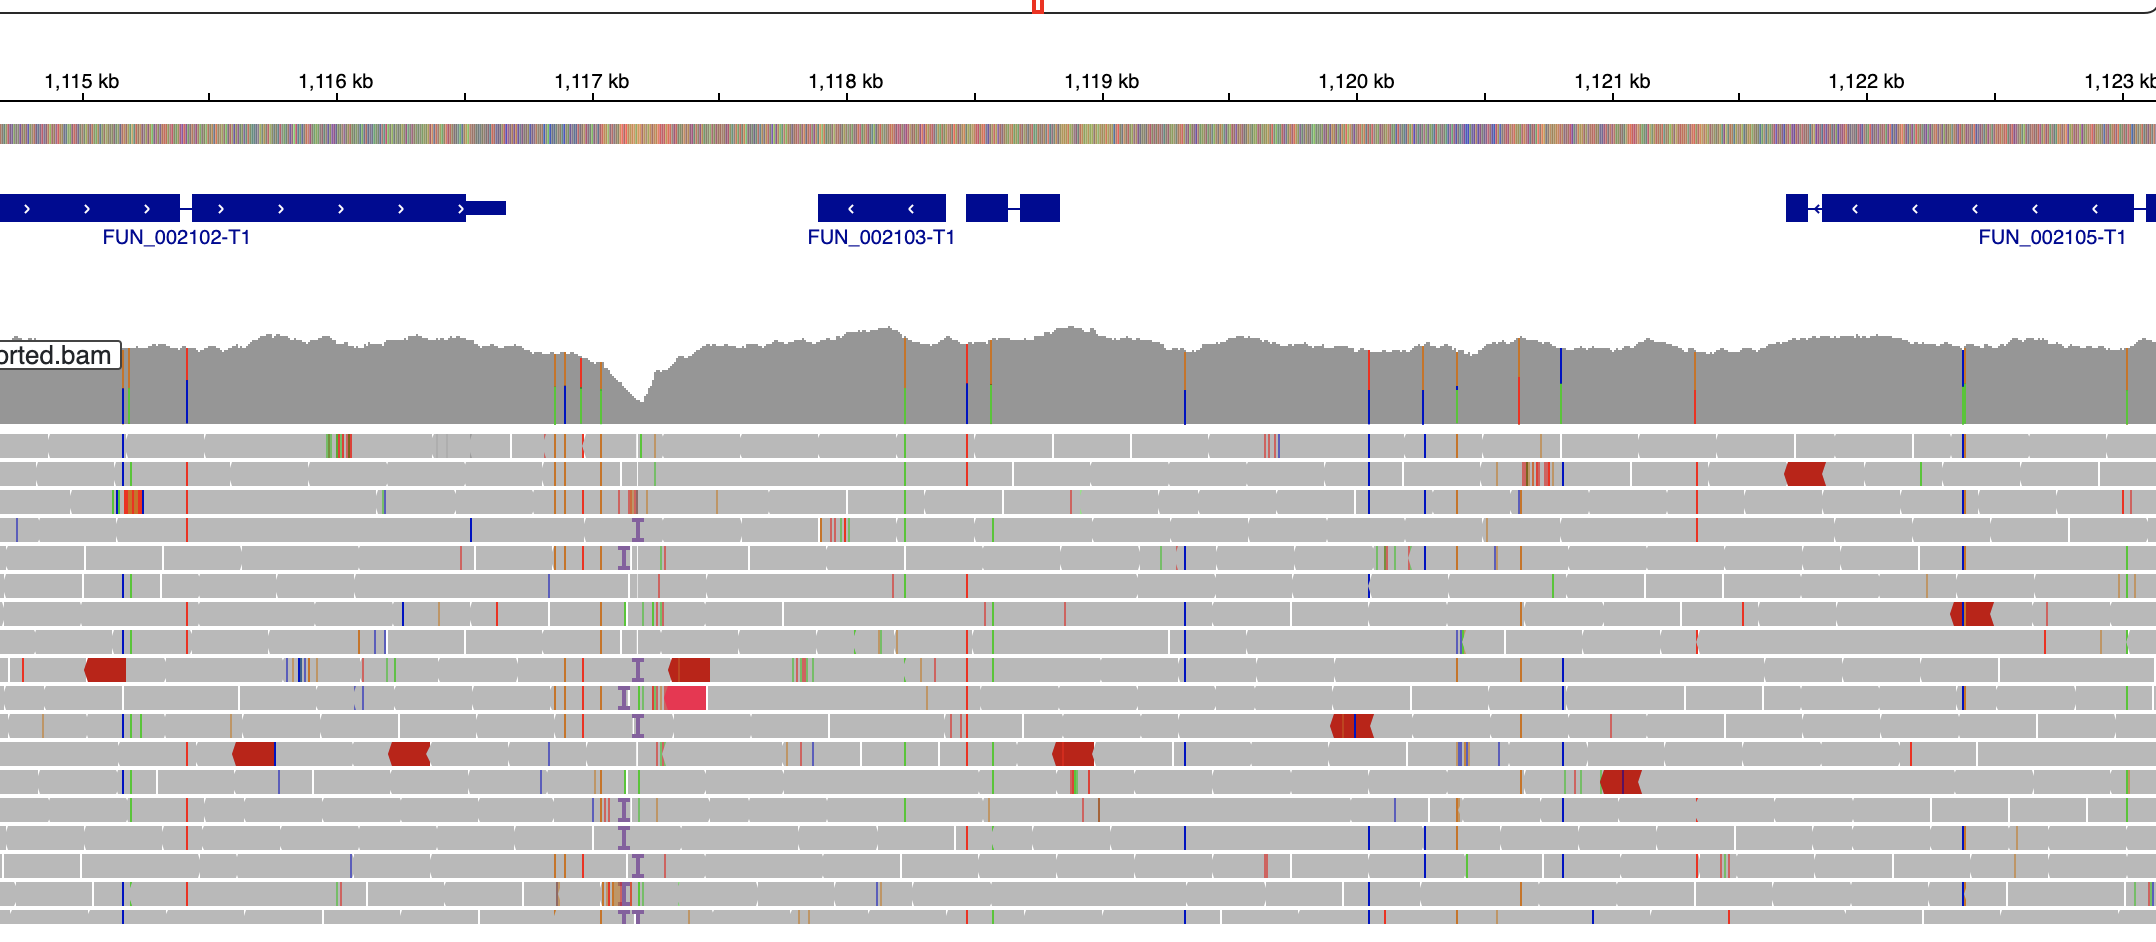 1,115 kb 1,116 kb 1,117 kb 1,118 kb 1,119 kb 1,120 kb 1,121 kb 1,122 kb 1,123 kb
FUN_002102-T1 FUN_002103-T1 FUN_002105-T1
orted.bam